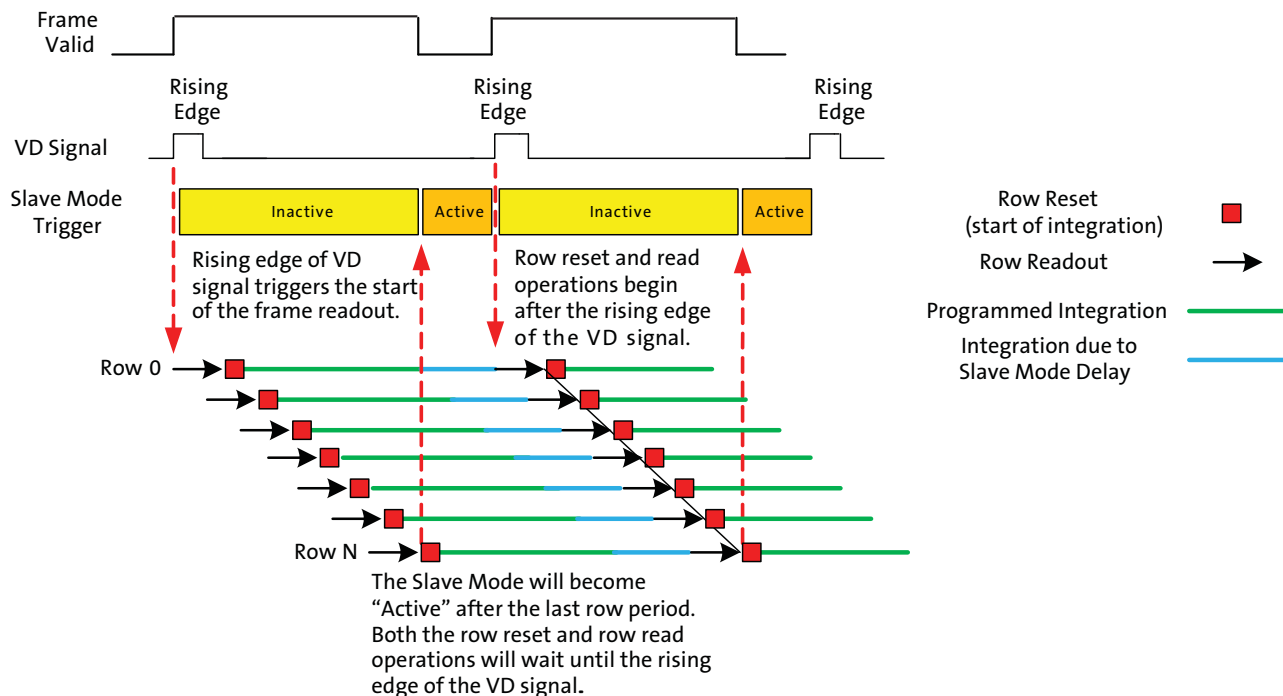 Frame
Valid
Rising
Edge
Rising
Edge
Rising
Edge
VD Signal
Slave Mode
Trigger
Inactive
Active
Inactive
Active
Rising edge of VD
signal triggers the start
of the frame readout.
Row reset and read
operations begin
after the rising edge
of the VD signal.
Row Reset
(start of integration)
Row Readout
Programmed Integration
Integration due to
Slave Mode Delay
Row 0
Row N
The Slave Mode will become
“Active” after the last row period.
Both the row reset and row read
operations will wait until the rising
edge of the VD signal.